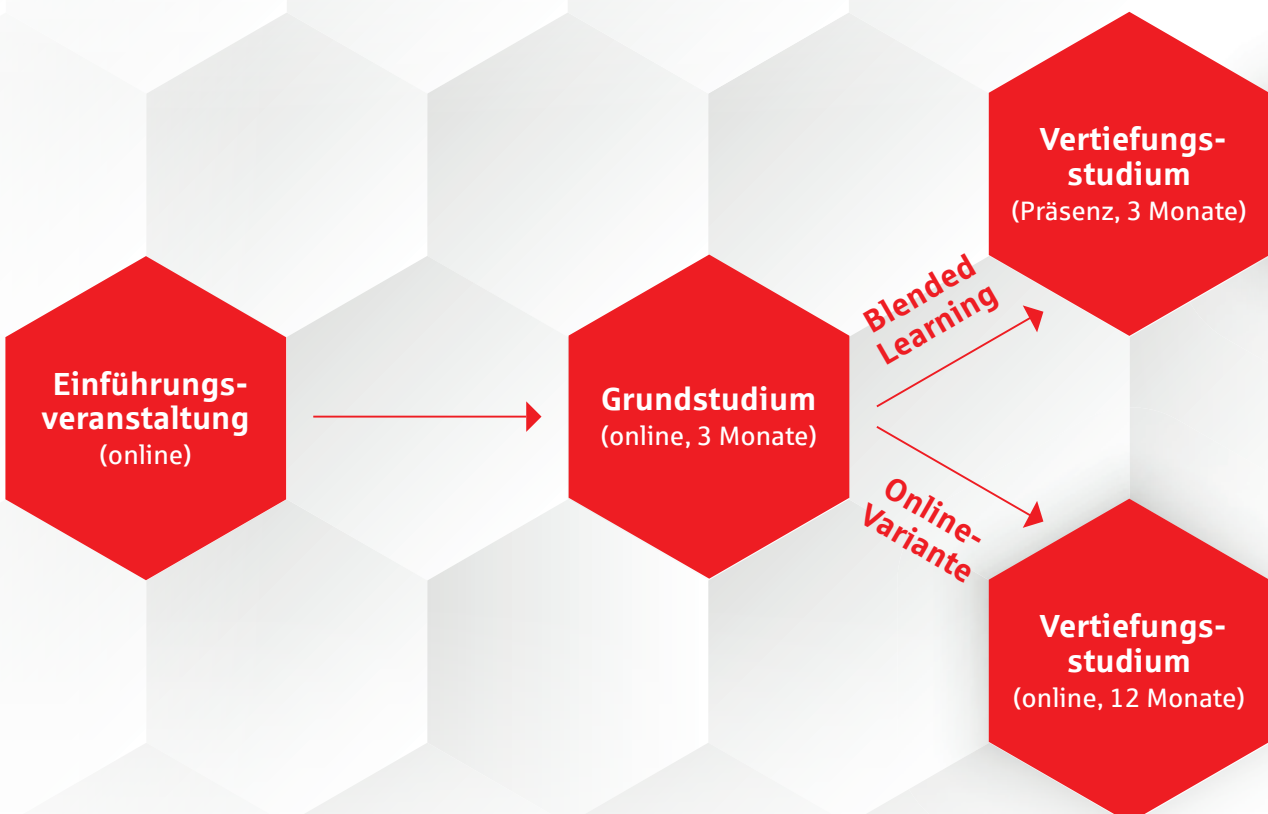 Einführungs-
veranstaltung
(online)
Grundstudium
(online, 3 Monate)
Blended
Learning
Vertiefungs-
studium
(Präsenz, 3 Monate)
Online-
Variante
Vertiefungs-
studium
(online, 12 Monate)